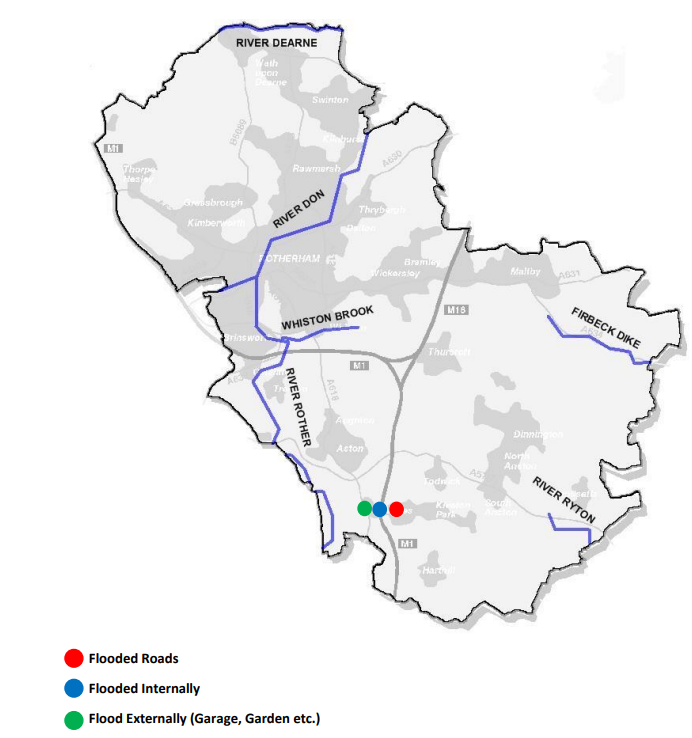 RIVER DEARNE
Wath
upon
Dearne
Swinton
B6089
M1
A630
Rawmarsh
Thorpe
Hesley
Greasbrough
Thrybergh
RIVER DON
Kimberworth
Dalton
ROTHERHAM
Bramley
Wickersley
Maltby
A631
M18
WHISTON BROOK
FIRBECK DIKE
Brinsworth
Thurcroft
M1
A618
RIVER ROTHER
Aughton
Aston
Dinnington
North
Anston
Todwick
RIVER RYTON
Kiveton
Park
South
Anston
M1
Harthill
Flooded Roads
Flooded Internally
Flood Externally (Garage, Garden etc.)